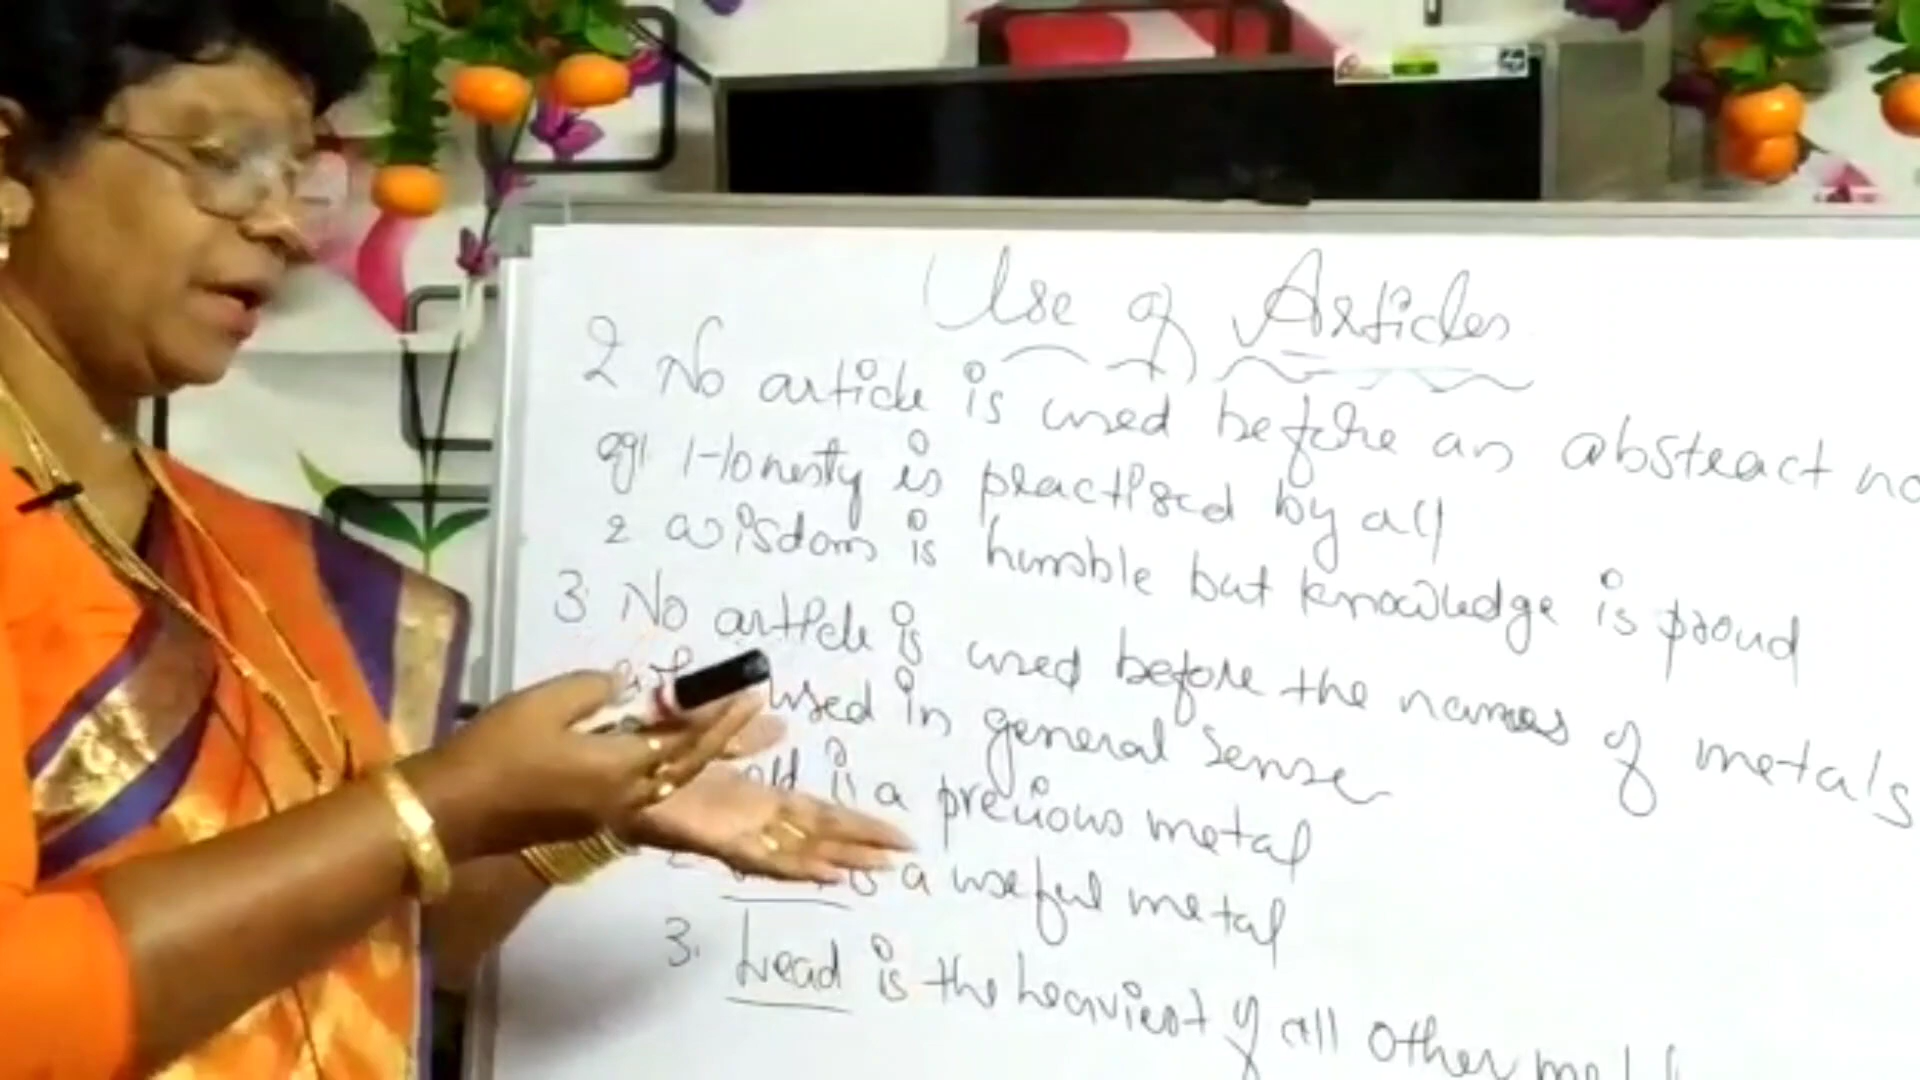 Use of Articles
2 No article is used before an abstract
eg 1 Honesty is practised by all
2 wisdom is humble but knowledge is proud
3 No article is used before the names of metals
used in general sense
is a precious metal
is a useful metal
3. Lead is the heaviest of all other